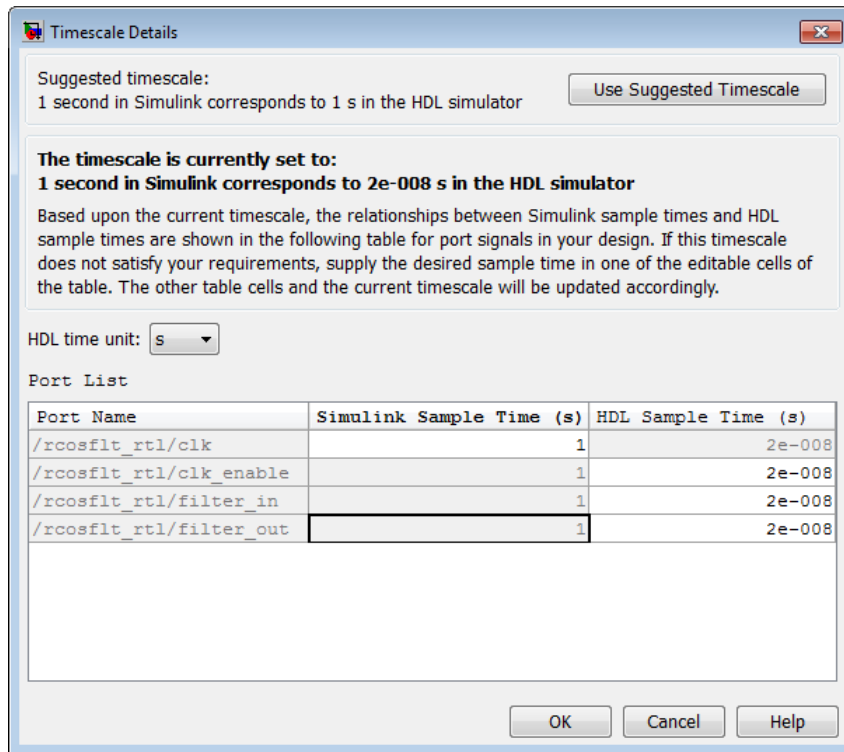 Timescale Details
Suggested timescale:
1 second in Simulink corresponds to 1 s in the HDL simulator
Use Suggested Timescale
The timescale is currently set to:
1 second in Simulink corresponds to 2e-008 s in the HDL simulator
Based upon the current timescale, the relationships between Simulink sample times and HDL
sample times are shown in the following table for port signals in your design. If this timescale
does not satisfy your requirements, supply the desired sample time in one of the editable cells of
the table. The other table cells and the current timescale will be updated accordingly.
HDL time unit: s
Port List
Port Name Simulink Sample Time (s) HDL Sample Time (s)
/rcosflt_rtl/clk 1 2e-008
/rcosflt_rtl/clk_enable 1 2e-008
/rcosflt_rtl/filter_in 1 2e-008
/rcosflt_rtl/filter_out 1 2e-008
OK Cancel Help